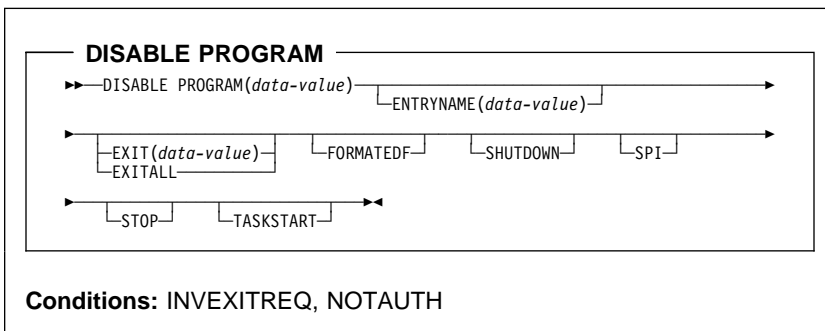 DISABLE PROGRAM
DISABLE PROGRAM(data-value)
ENTRYNAME(data-value)
EXIT(data-value) FORMATEDF SHUTDOWN SPI
EXITALL
STOP TASKSTART
Conditions: INVEXITREQ, NOTAUTH